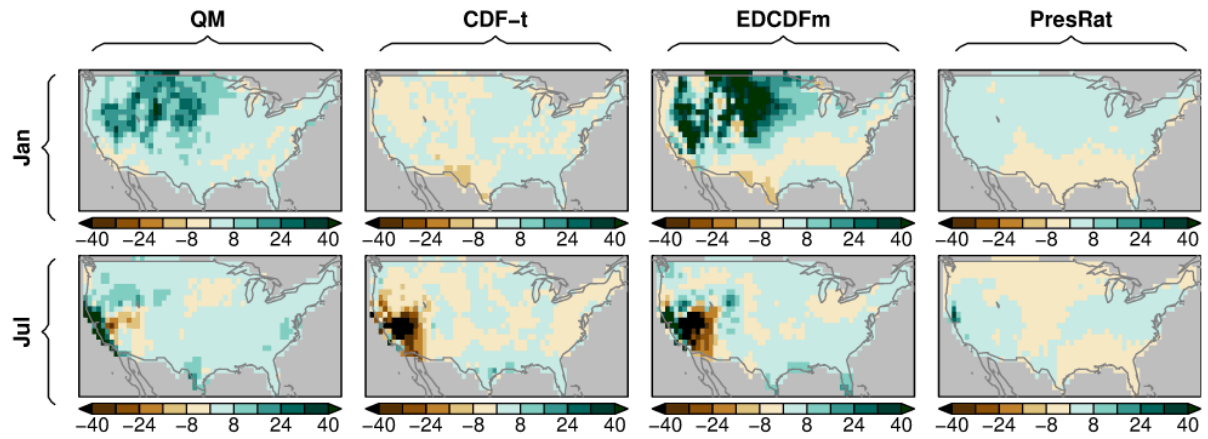 QM CDF-t EDCDFm PresRat
Jan
-40 -24 -8 8 24 40 -40 -24 -8 8 24 40 -40 -24 -8 8 24 40 -40 -24 -8 8 24 40
Jul
-40 -24 -8 8 24 40 -40 -24 -8 8 24 40 -40 -24 -8 8 24 40 -40 -24 -8 8 24 40